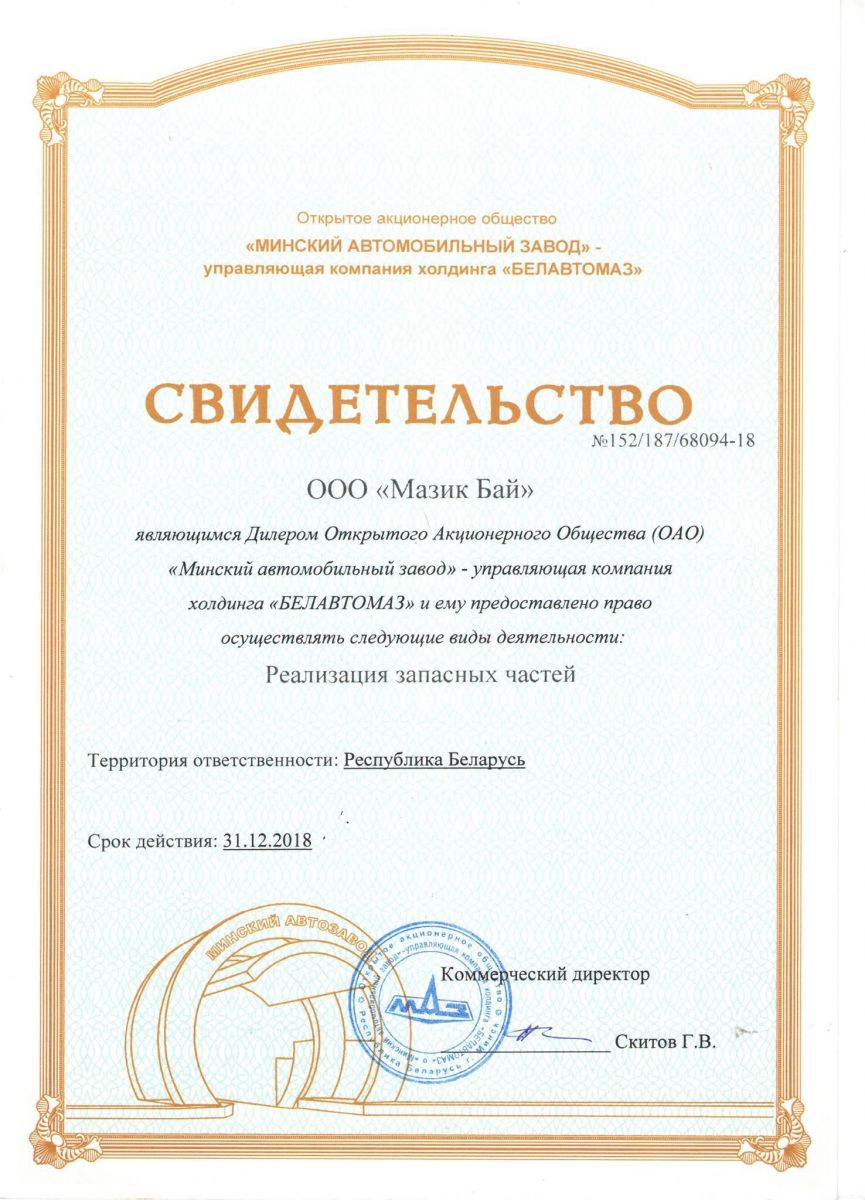 Открытое акционерное общество
«МИНСКИЙ АВТОМОБИЛЬНЫЙ ЗАВОД» -
управляющая компания холдинга «БЕЛАВТОМАЗ»
СВИДЕТЕЛЬСТВО
№152/187/68094-18
ООО «Мазик Бай»
являющимся Дилером Открытого Акционерного Общества (ОАО)
«Минский автомобильный завод» - управляющая компания
холдинга «БЕЛАВТОМАЗ» и ему предоставлено право
осуществлять следующие виды деятельности:
Реализация запасных частей
Территория ответственности: Республика Беларусь
Срок действия: 31.12.2018
МИНСКИЙ АВТОЗАВОД
Открытое акционерное общество
Республика Беларусь г. Минск
«Минский автомобильный завод»-управляющая компания холдинга «БЕЛАВТОМАЗ»
МАЗ
Коммерческий директор
Скитов Г.В.